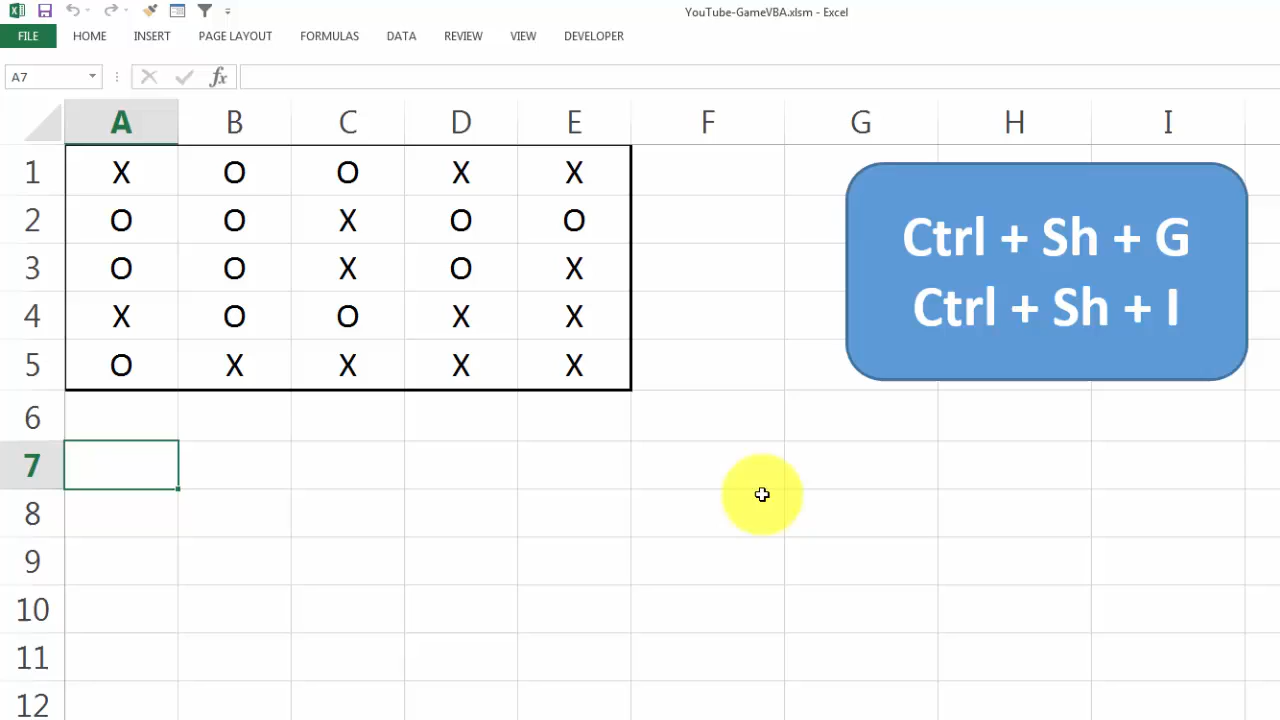 YouTube-GameVBA.xlsm - Excel
FILE HOME INSERT PAGE LAYOUT FORMULAS DATA REVIEW VIEW DEVELOPER
A7 fx
A B C D E F G H I
1 X O O X X
2 O O X O O
3 O O X O X
4 X O O X X
5 O X X X X
Ctrl + Sh + G
Ctrl + Sh + I
6
7
8
9
10
11
12